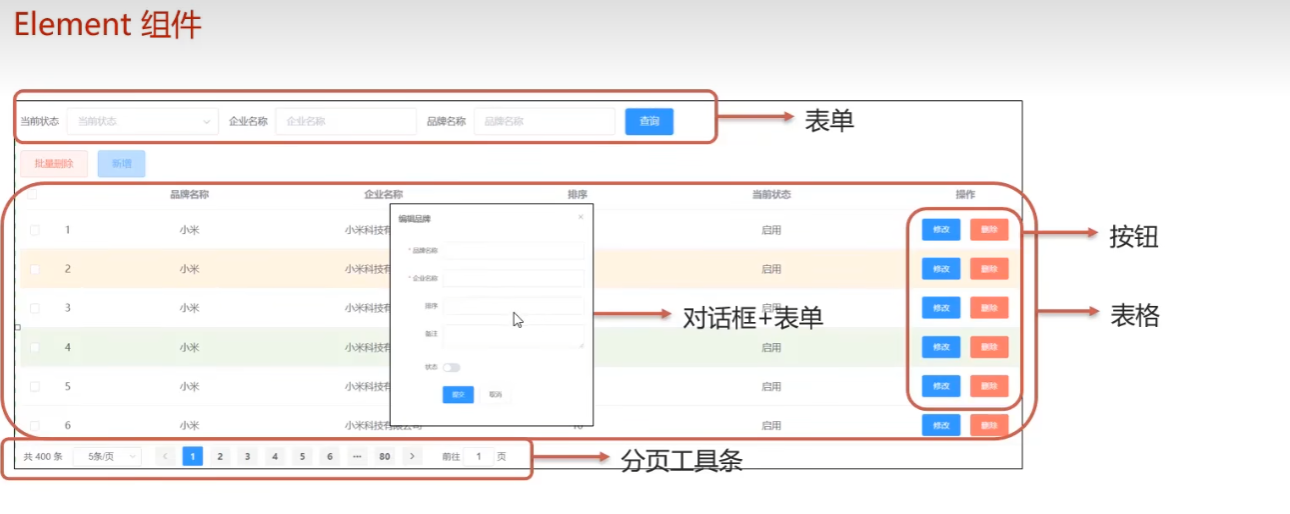 Element 组件
当前状态 当前状态 企业名称 企业名称 品牌名称 品牌名称 查询
表单
批量删除 新增
品牌名称 企业名称 排序 当前状态 操作
编辑品牌 ×
1 小米 小米科技有 启用 修改 删除
按钮
* 品牌名称
2 小米 小米科技有 启用 修改 删除
* 企业名称
3 小米 小米科技有 启用 修改 删除
排序
对话框+表单
表格
备注
4 小米 小米科技有 启用 修改 删除
状态
5 小米 小米科技有 启用 修改 删除
提交 取消
6 小米 小米科技有限公司 启用 修改 删除
共 400 条 5条/页 < 1 2 3 4 5 6 ··· 80 > 前往 1 页
分页工具条